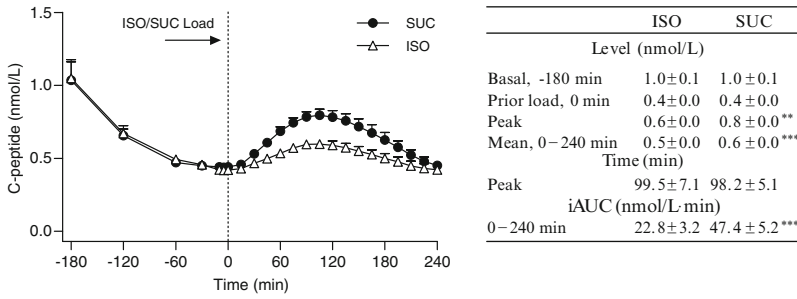 1.5
1.0
0.5
0.0
C-peptide (nmol/L)
ISO/SUC Load
SUC
ISO
-180 -120 -60 0 60 120 180 240
Time (min)
ISO SUC
Level (nmol/L)
Basal, -180 min 1.0±0.1 1.0±0.1
Prior load, 0 min 0.4±0.0 0.4±0.0
Peak 0.6±0.0 0.8±0.0**
Mean, 0−240 min 0.5±0.0 0.6±0.0***
Time (min)
Peak 99.5±7.1 98.2±5.1
iAUC (nmol/L·min)
0−240 min 22.8±3.2 47.4±5.2***